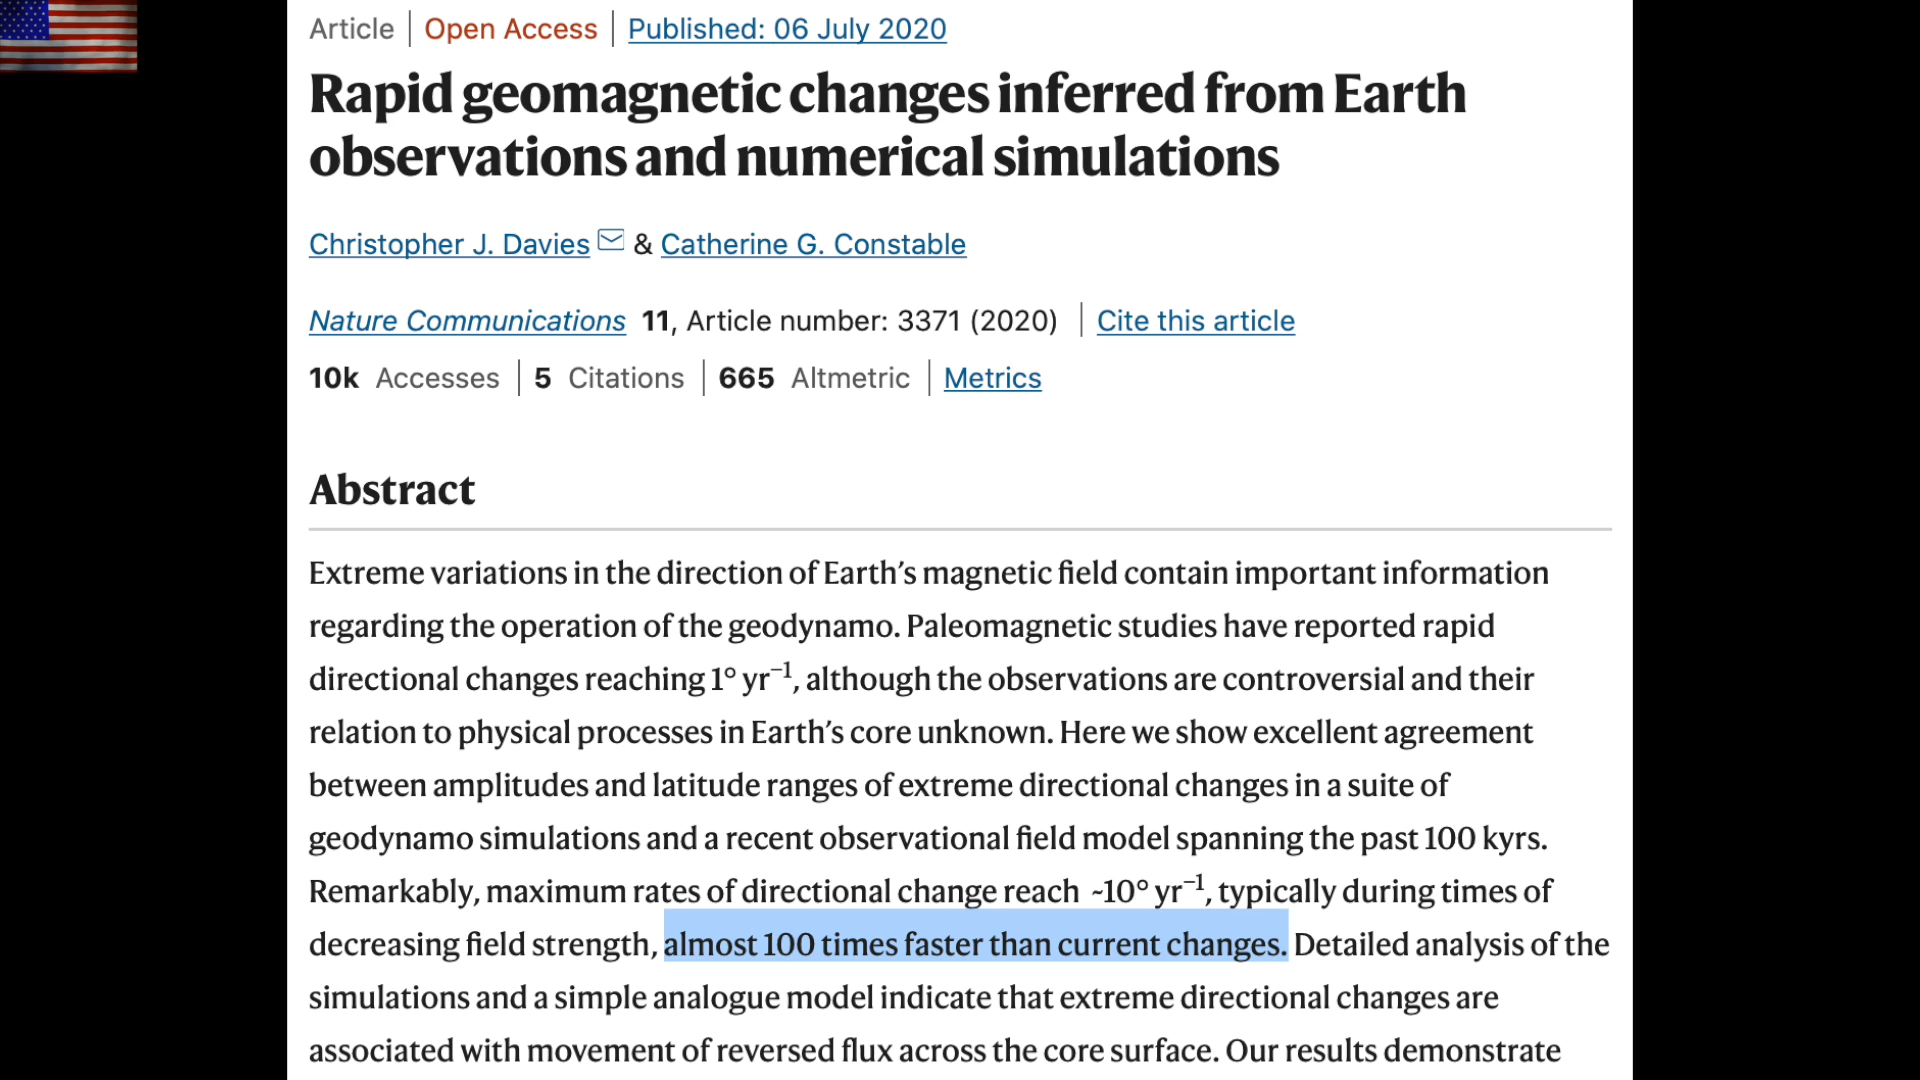 Article | Open Access | Published: 06 July 2020
Rapid geomagnetic changes inferred from Earth
observations and numerical simulations
Christopher J. Davies & Catherine G. Constable
Nature Communications 11, Article number: 3371 (2020) | Cite this article
10k Accesses | 5 Citations | 665 Altmetric | Metrics
Abstract
Extreme variations in the direction of Earth’s magnetic field contain important information
regarding the operation of the geodynamo. Paleomagnetic studies have reported rapid
directional changes reaching 1° yr⁻¹, although the observations are controversial and their
relation to physical processes in Earth’s core unknown. Here we show excellent agreement
between amplitudes and latitude ranges of extreme directional changes in a suite of
geodynamo simulations and a recent observational field model spanning the past 100 kyrs.
Remarkably, maximum rates of directional change reach ~10° yr⁻¹, typically during times of
decreasing field strength, almost 100 times faster than current changes. Detailed analysis of the
simulations and a simple analogue model indicate that extreme directional changes are
associated with movement of reversed flux across the core surface. Our results demonstrate